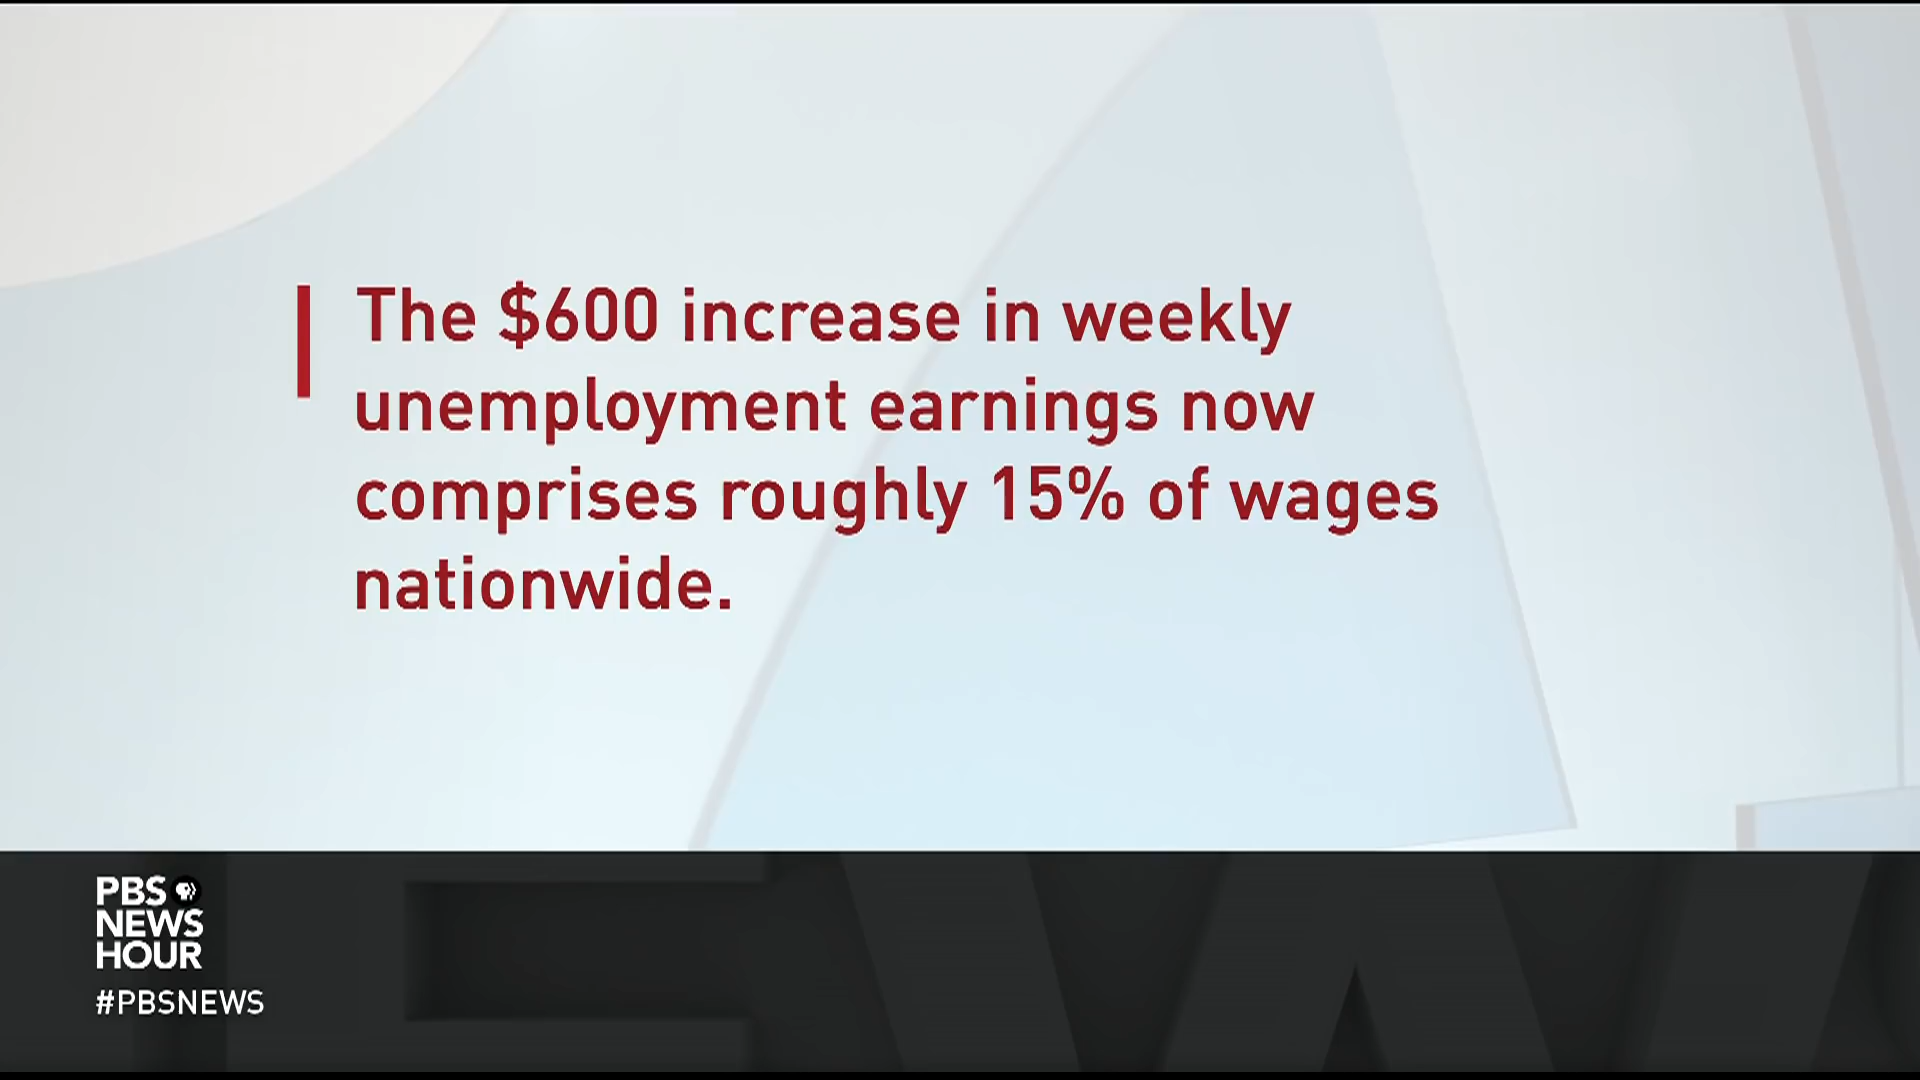 The $600 increase in weekly
unemployment earnings now
comprises roughly 15% of wages
nationwide.
PBS
NEWS
HOUR
#PBSNEWS